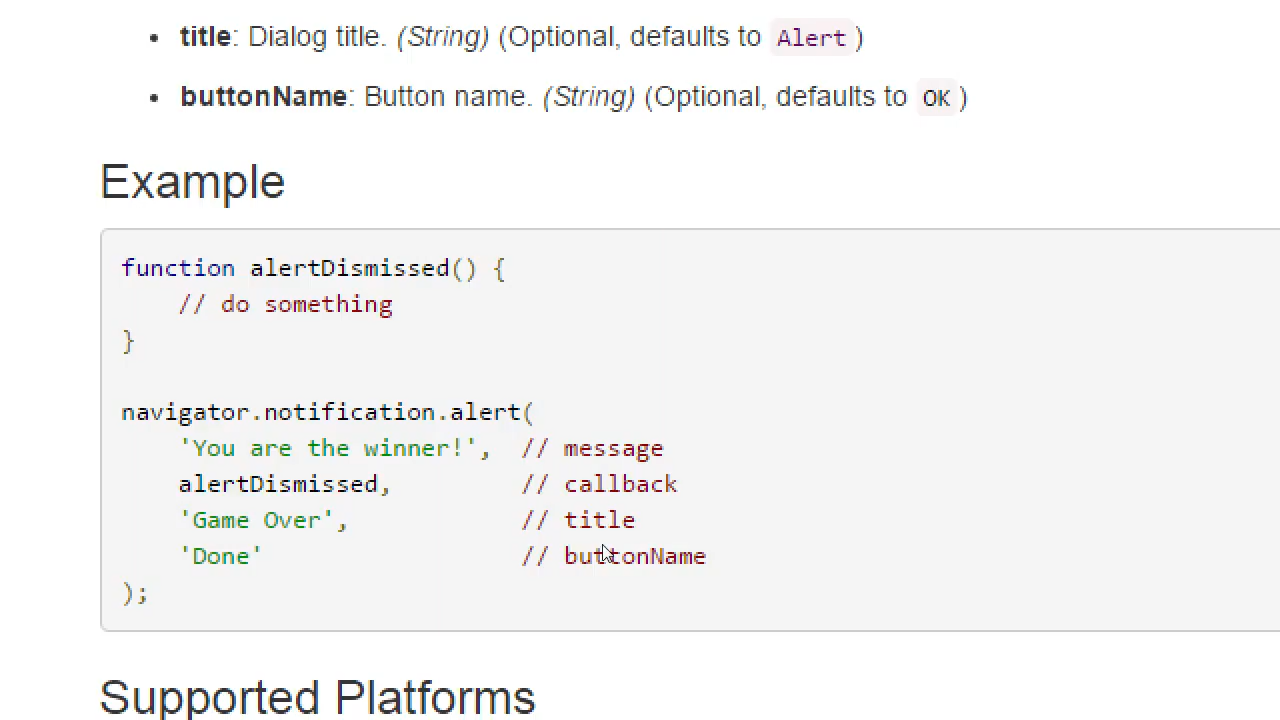 • title: Dialog title. (String) (Optional, defaults to Alert )
• buttonName: Button name. (String) (Optional, defaults to OK )
Example
function alertDismissed() {
    // do something
}

navigator.notification.alert(
    'You are the winner!',  // message
    alertDismissed,         // callback
    'Game Over',            // title
    'Done'                  // buttonName
);
Supported Platforms